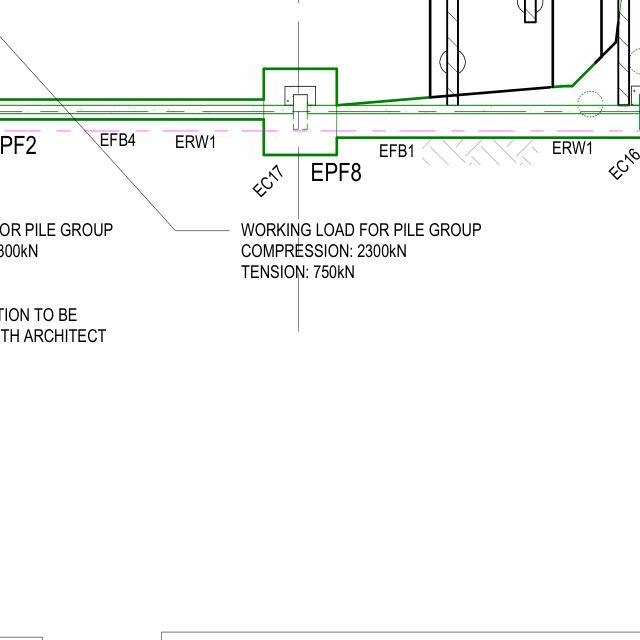 PF2
EFB4
ERW1
EC17
EPF8
EFB1
ERW1
EC16
OR PILE GROUP
300kN
WORKING LOAD FOR PILE GROUP
COMPRESSION: 2300kN
TENSION: 750kN
TION TO BE
TH ARCHITECT